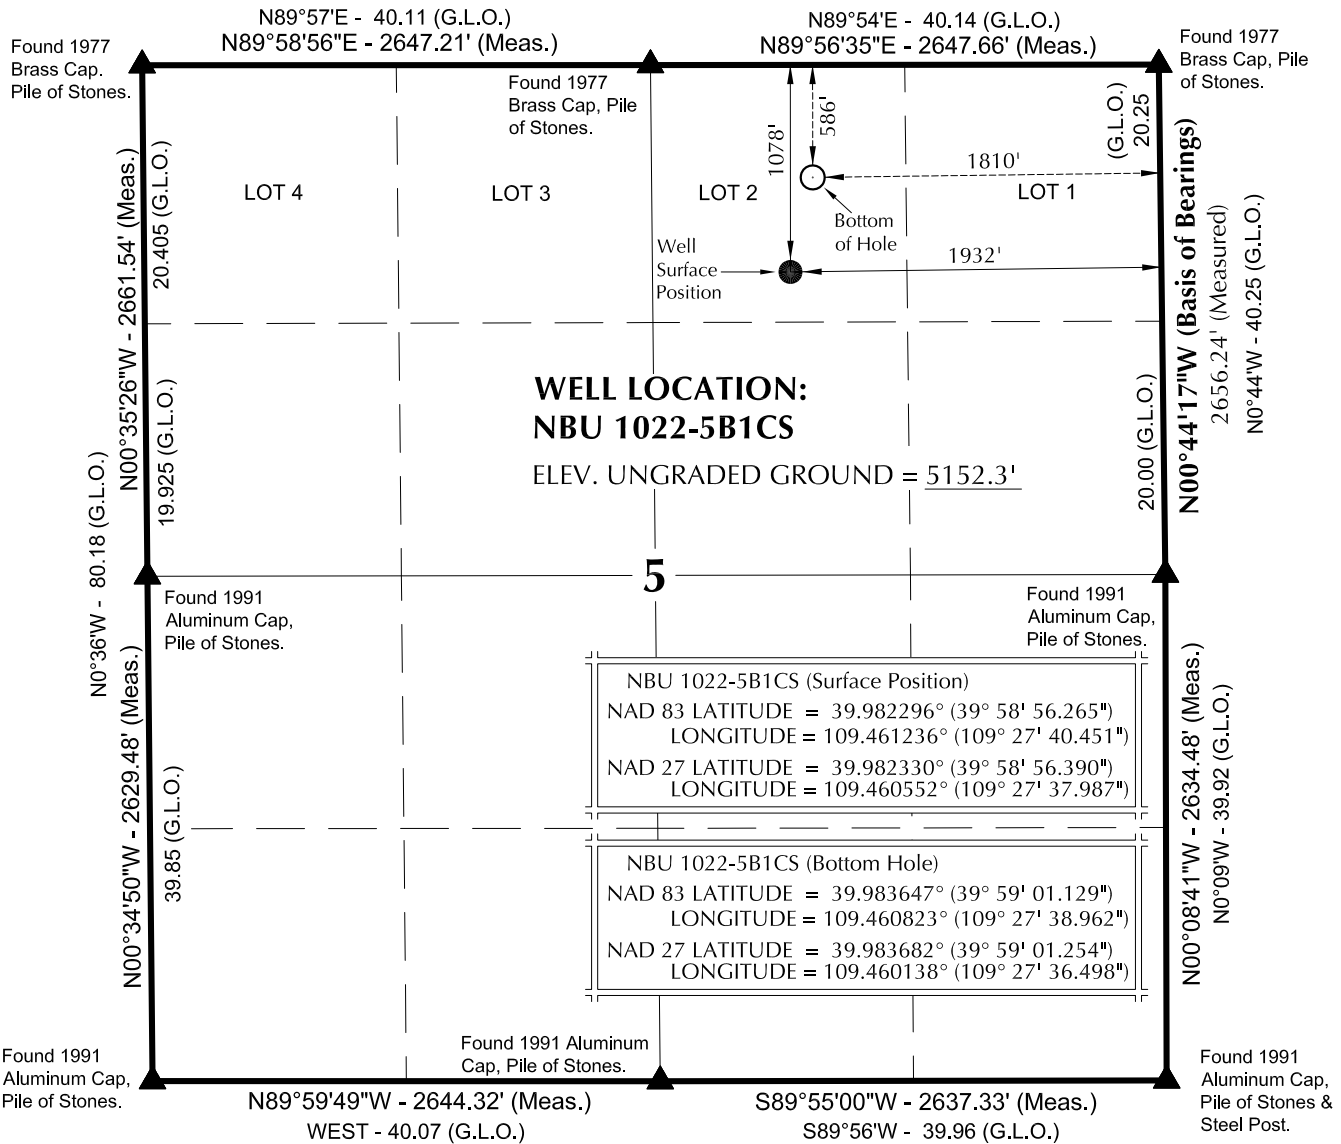 N89°57'E - 40.11 (G.L.O.)
N89°58'56"E - 2647.21' (Meas.)
N89°54'E - 40.14 (G.L.O.)
N89°56'35"E - 2647.66' (Meas.)
Found 1977
Brass Cap.
Pile of Stones.
Found 1977
Brass Cap, Pile
of Stones.
Found 1977
Brass Cap, Pile
of Stones.
1078'
586'
1810'
(G.L.O.)
20.25
LOT 4
LOT 3
LOT 2
LOT 1
Bottom
of Hole
Well
Surface
Position
1932'
N00°35'26"W - 2661.54' (Meas.)
20.405 (G.L.O.)
19.925 (G.L.O.)
N00°44'17"W (Basis of Bearings)
2656.24' (Measured)
N0°44'W - 40.25 (G.L.O.)
20.00 (G.L.O.)
WELL LOCATION:
NBU 1022-5B1CS
ELEV. UNGRADED GROUND = 5152.3'
N0°36'W - 80.18 (G.L.O.)
5
Found 1991
Aluminum Cap,
Pile of Stones.
Found 1991
Aluminum Cap,
Pile of Stones.
N00°34'50"W - 2629.48' (Meas.)
39.85 (G.L.O.)
N00°08'41"W - 2634.48' (Meas.)
N0°09'W - 39.92 (G.L.O.)
NBU 1022-5B1CS (Surface Position)
NAD 83 LATITUDE = 39.982296° (39° 58' 56.265")
LONGITUDE = 109.461236° (109° 27' 40.451")
NAD 27 LATITUDE = 39.982330° (39° 58' 56.390")
LONGITUDE = 109.460552° (109° 27' 37.987")
NBU 1022-5B1CS (Bottom Hole)
NAD 83 LATITUDE = 39.983647° (39° 59' 01.129")
LONGITUDE = 109.460823° (109° 27' 38.962")
NAD 27 LATITUDE = 39.983682° (39° 59' 01.254")
LONGITUDE = 109.460138° (109° 27' 36.498")
Found 1991
Aluminum Cap,
Pile of Stones.
Found 1991 Aluminum
Cap, Pile of Stones.
Found 1991
Aluminum Cap,
Pile of Stones &
Steel Post.
N89°59'49"W - 2644.32' (Meas.)
WEST - 40.07 (G.L.O.)
S89°55'00"W - 2637.33' (Meas.)
S89°56'W - 39.96 (G.L.O.)